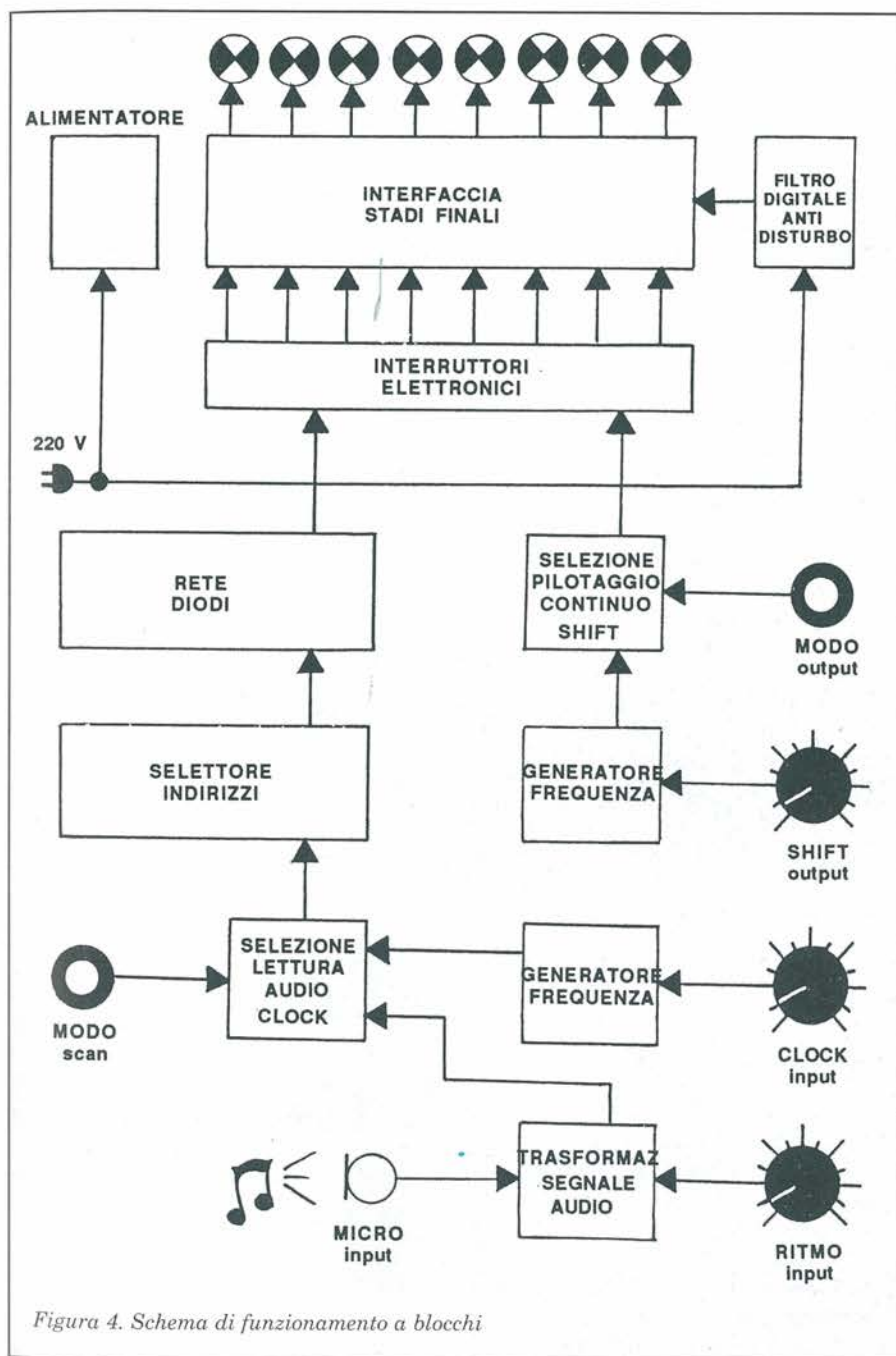 ALIMENTATORE
INTERFACCIA
STADI FINALI
FILTRO
DIGITALE
ANTI
DISTURBO
INTERRUTTORI
ELETTRONICI
220 V
RETE
DIODI
SELEZIONE
PILOTAGGIO
CONTINUO
SHIFT
MODO
output
SELETTORE
INDIRIZZI
GENERATORE
FREQUENZA
SHIFT
output
SELEZIONE
LETTURA
AUDIO
CLOCK
MODO
scan
GENERATORE
FREQUENZA
CLOCK
input
MICRO
input
TRASFORMAZ
SEGNALE
AUDIO
RITMO
input
Figura 4. Schema di funzionamento a blocchi